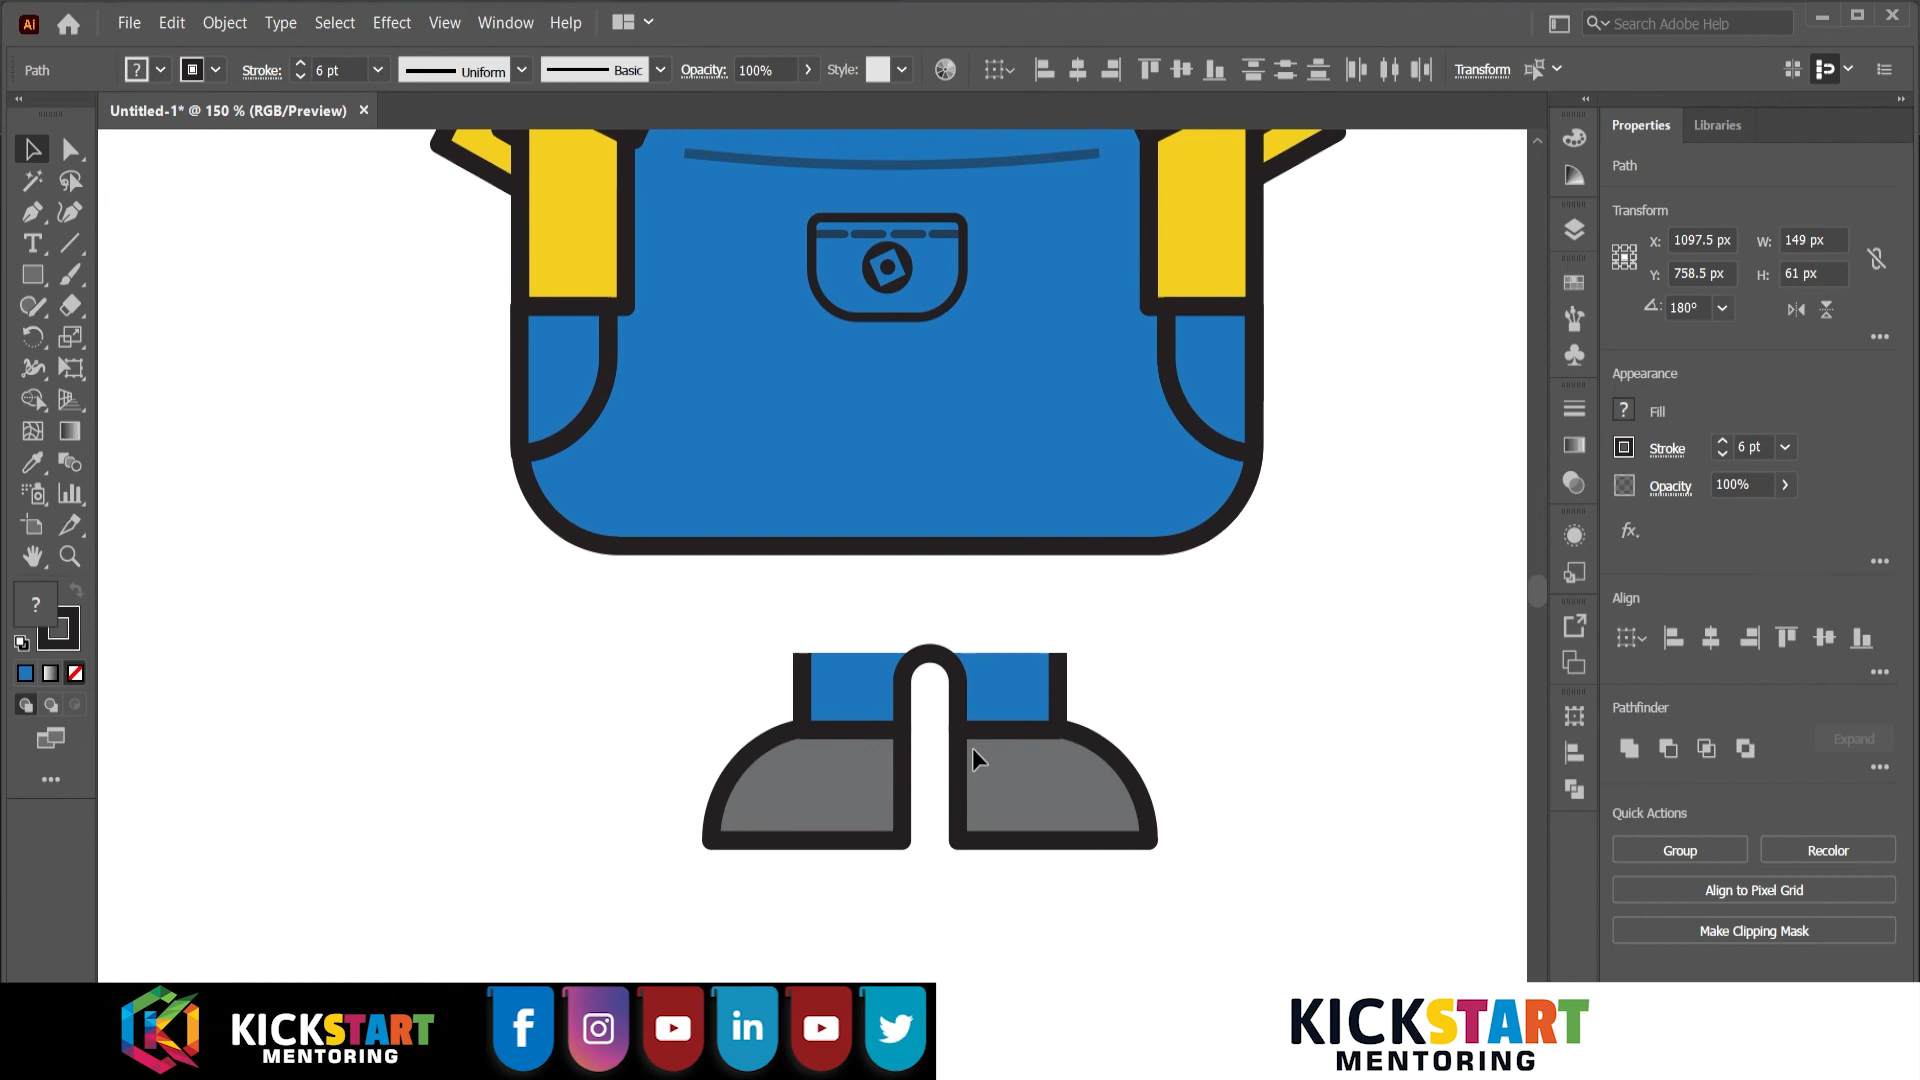 Ai File Edit Object Type Select Effect View Window Help Search Adobe Help
Path ? Stroke: 6 pt Uniform Basic Opacity: 100% Style: Transform
Untitled-1* @ 150 % (RGB/Preview) ×
Properties Libraries
Path
Transform
X: 1097.5 px W: 149 px
Y: 758.5 px H: 61 px
180°
Appearance
? Fill
Stroke 6 pt
Opacity 100%
fx.
Align
Pathfinder
Expand
Quick Actions
Group Recolor
Align to Pixel Grid
Make Clipping Mask
T
?
KICKSTART
MENTORING
f in
KICKSTART
MENTORING